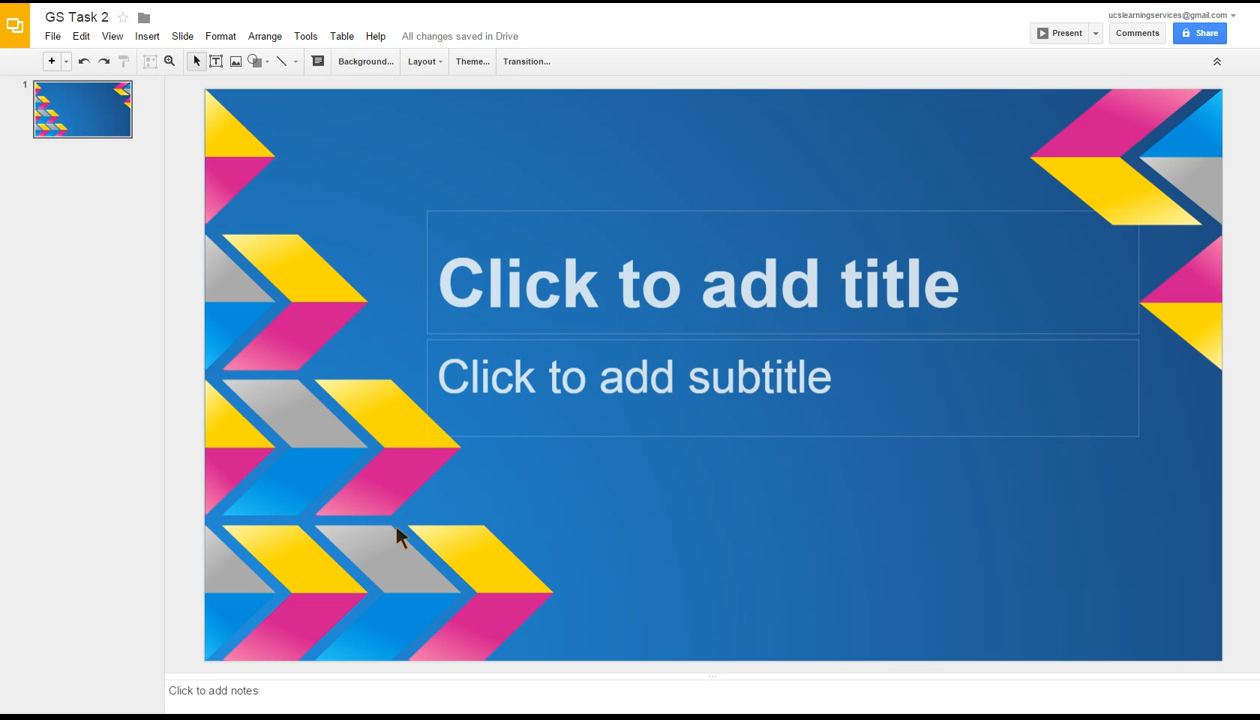 GS Task 2
ucslearningservices@gmail.com
File Edit View Insert Slide Format Arrange Tools Table Help All changes saved in Drive
Present Comments Share
+ Background... Layout Theme... Transition...
1
Click to add title
Click to add subtitle
Click to add notes